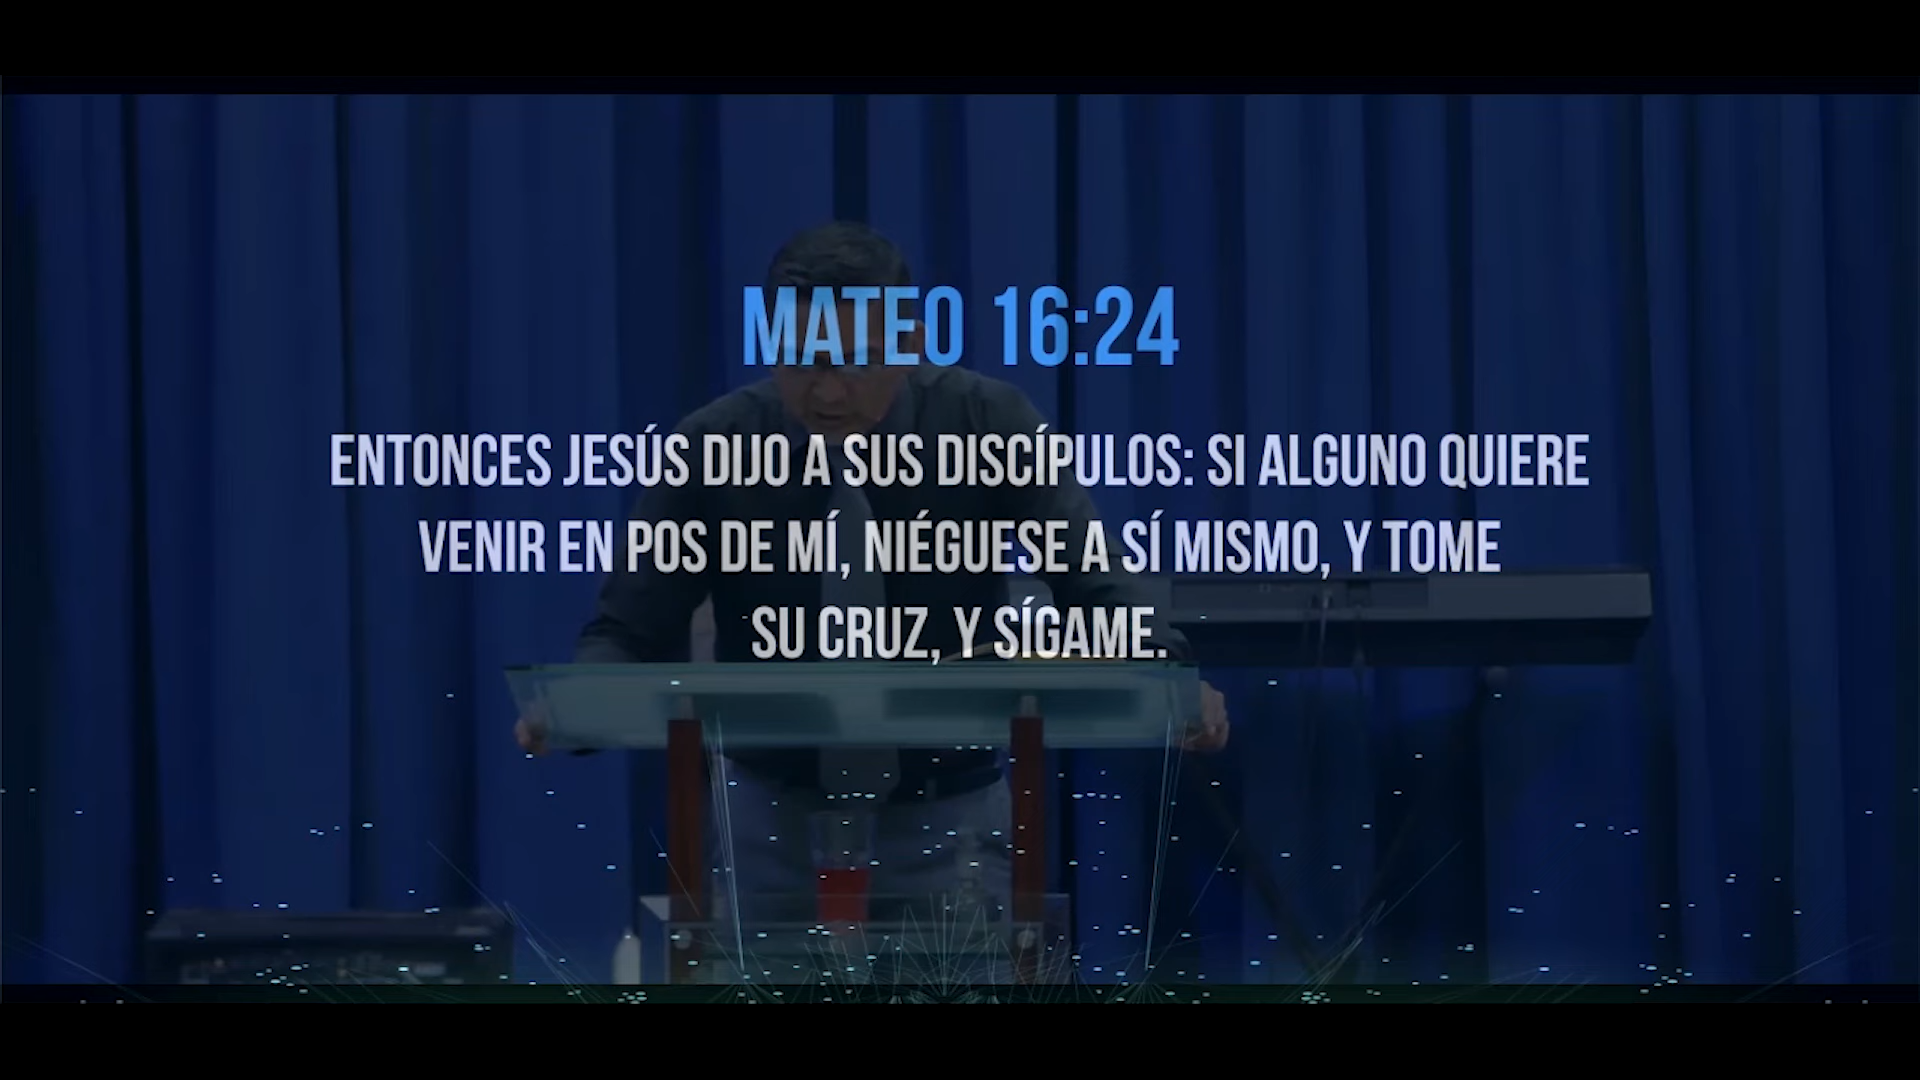 MATEO 16:24
ENTONCES JESÚS DIJO A SUS DISCÍPULOS: SI ALGUNO QUIERE
VENIR EN POS DE MÍ, NIÉGUESE A SÍ MISMO, Y TOME
SU CRUZ, Y SÍGAME.